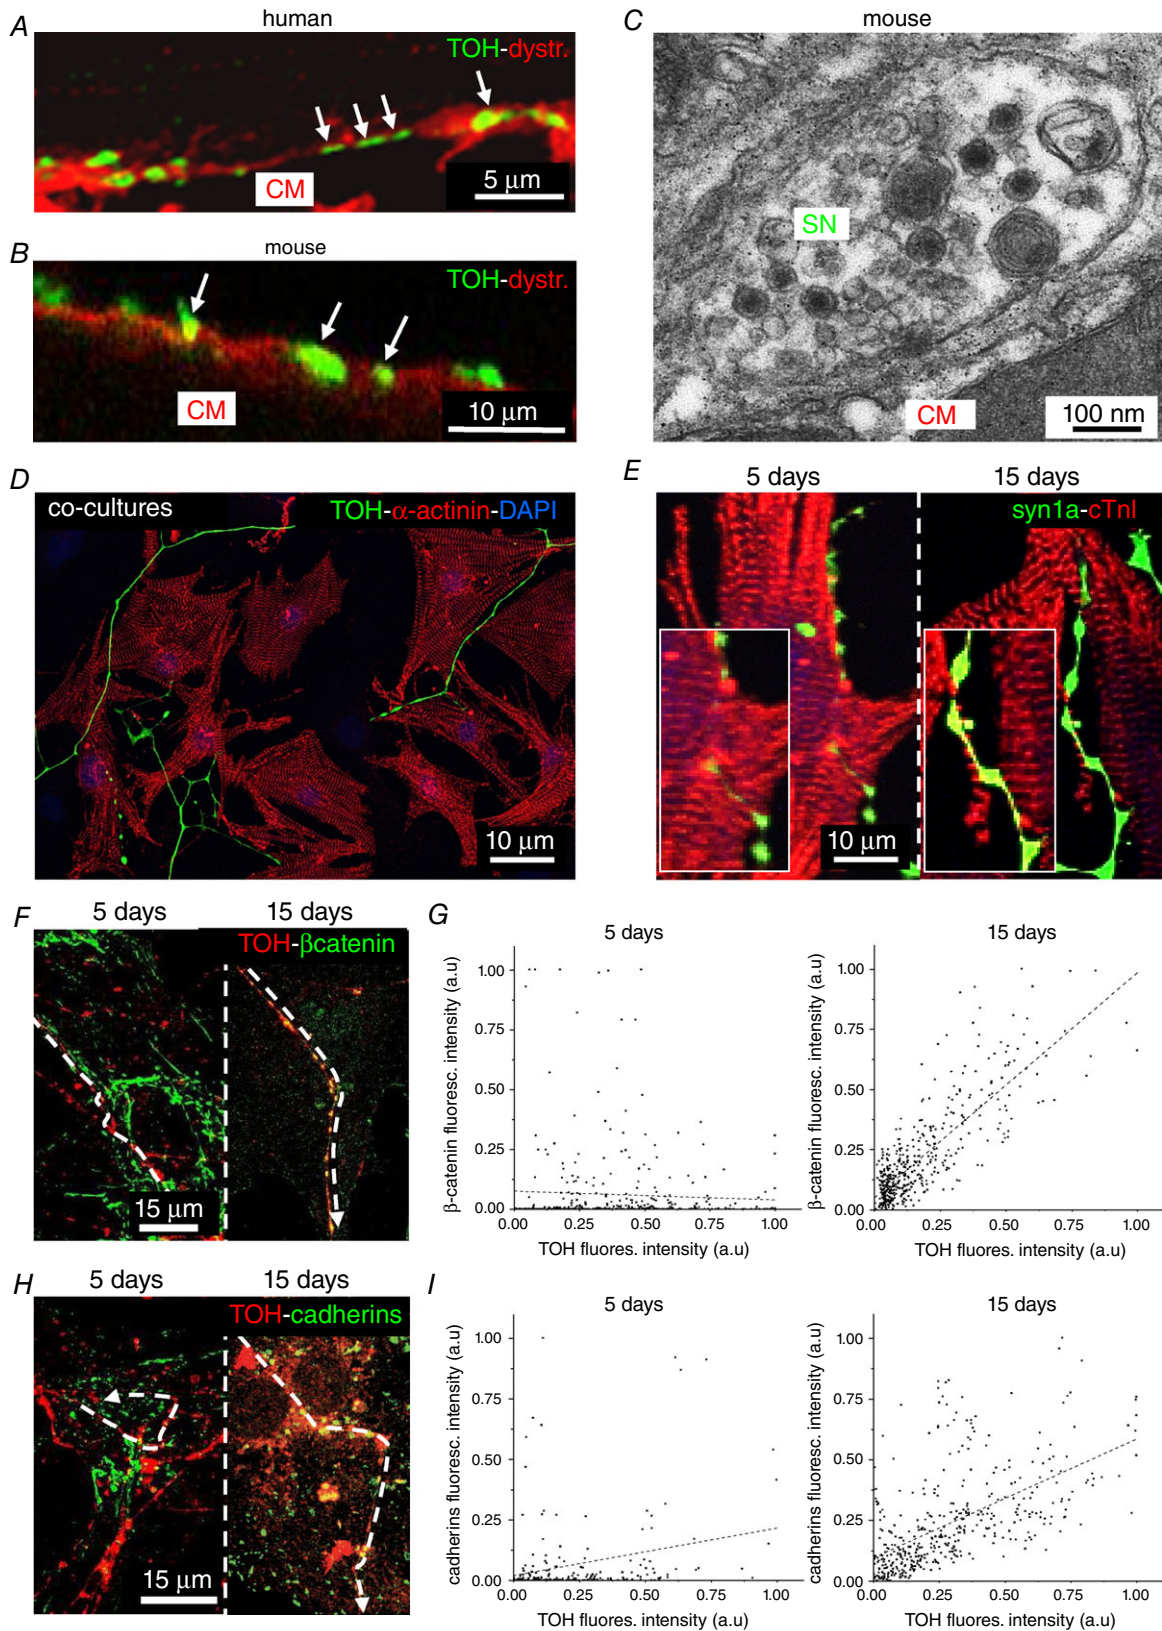 A
human
TOH-dystr.
CM
5 μm
B
mouse
TOH-dystr.
CM
10 μm
C
mouse
SN
CM
100 nm
D
co-cultures
TOH-α-actinin-DAPI
10 μm
E
5 days
15 days
syn1a-cTnI
10 μm
F
5 days
15 days
TOH-βcatenin
15 μm
G
5 days
β-catenin fluoresc. intensity (a.u)
1.00
0.75
0.50
0.25
0.00
0.00 0.25 0.50 0.75 1.00
TOH fluores. intensity (a.u)
15 days
β-catenin fluoresc. intensity (a.u)
1.00
0.75
0.50
0.25
0.00
0.00 0.25 0.50 0.75 1.00
TOH fluores. intensity (a.u)
H
5 days
15 days
TOH-cadherins
15 μm
I
5 days
cadherins fluoresc. intensity (a.u)
1.00
0.75
0.50
0.25
0.00
0.00 0.25 0.50 0.75 1.00
TOH fluores. intensity (a.u)
15 days
cadherins fluoresc. intensity (a.u)
1.00
0.75
0.50
0.25
0.00
0.00 0.25 0.50 0.75 1.00
TOH fluores. intensity (a.u)